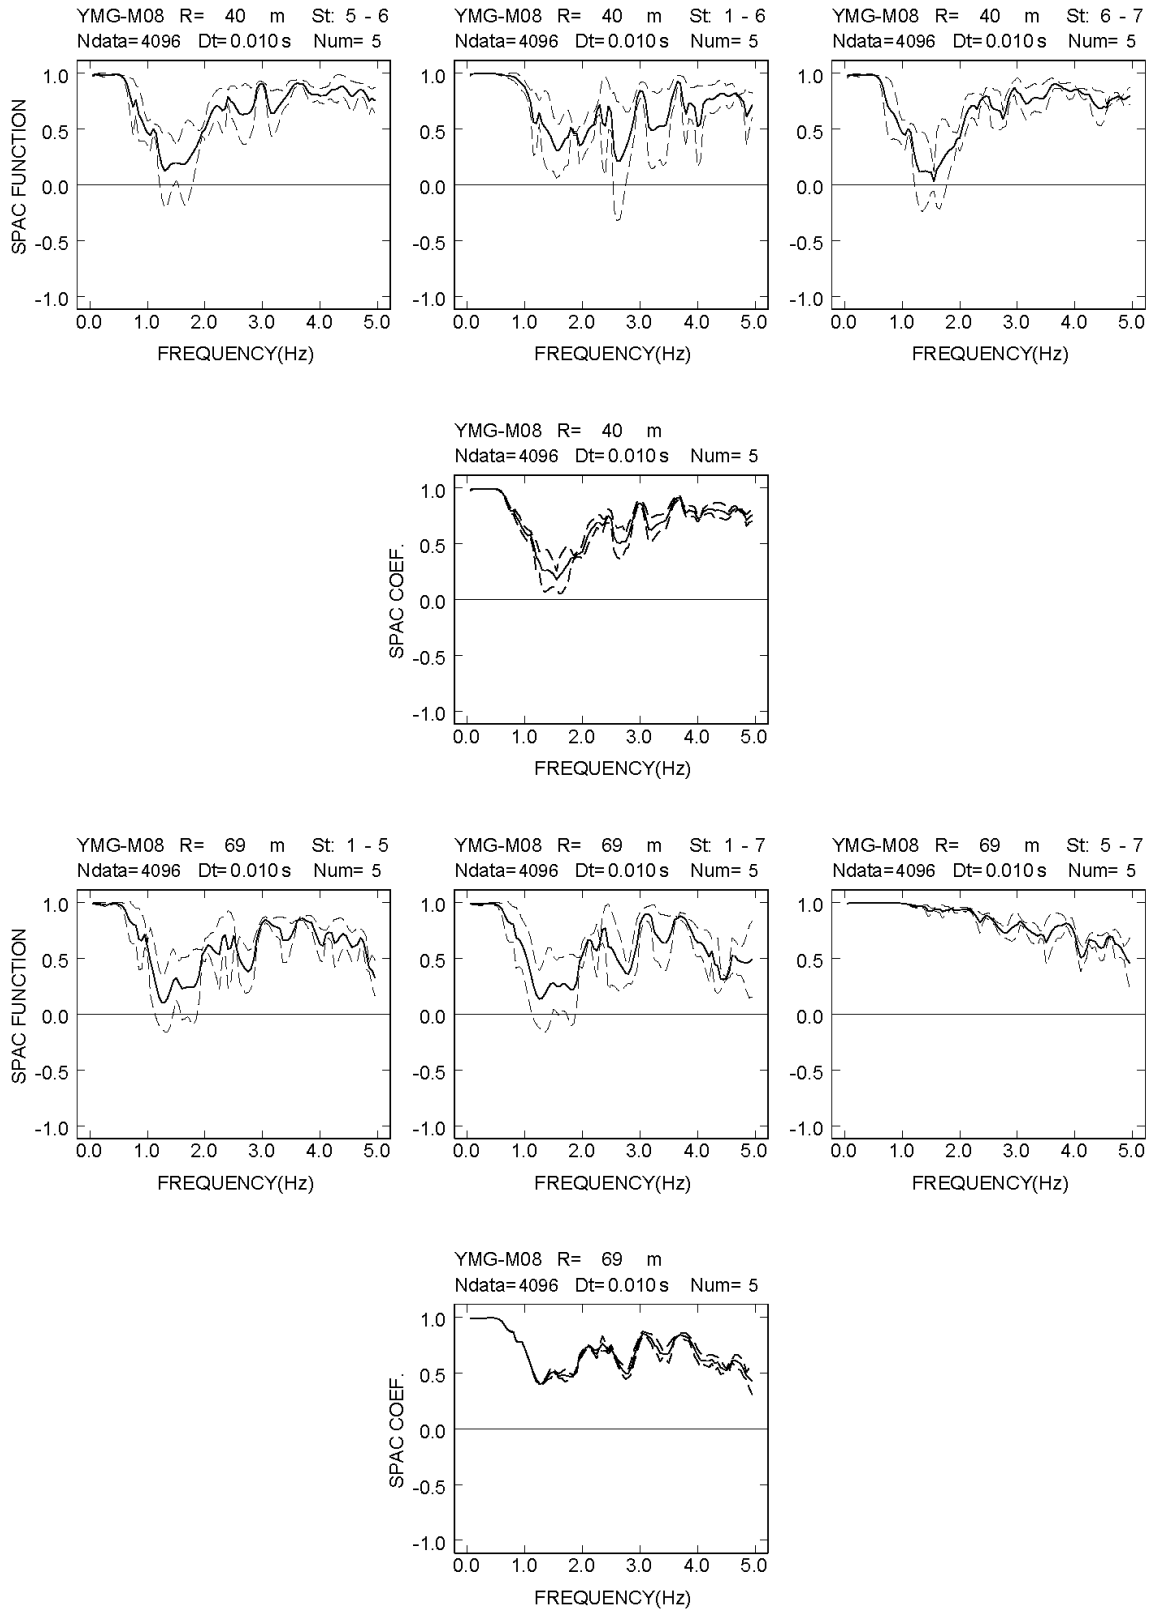 YMG-M08 R= 40 m St: 5 - 6
Ndata=4096 Dt=0.010 s Num= 5
1.0
0.5
0.0
-0.5
-1.0
SPAC FUNCTION
0.0 1.0 2.0 3.0 4.0 5.0
FREQUENCY(Hz)
YMG-M08 R= 40 m St: 1 - 6
Ndata=4096 Dt=0.010 s Num= 5
1.0
0.5
0.0
-0.5
-1.0
0.0 1.0 2.0 3.0 4.0 5.0
FREQUENCY(Hz)
YMG-M08 R= 40 m St: 6 - 7
Ndata=4096 Dt=0.010 s Num= 5
1.0
0.5
0.0
-0.5
-1.0
0.0 1.0 2.0 3.0 4.0 5.0
FREQUENCY(Hz)
YMG-M08 R= 40 m
Ndata=4096 Dt=0.010 s Num= 5
1.0
0.5
0.0
-0.5
-1.0
SPAC COEF.
0.0 1.0 2.0 3.0 4.0 5.0
FREQUENCY(Hz)
YMG-M08 R= 69 m St: 1 - 5
Ndata=4096 Dt=0.010 s Num= 5
1.0
0.5
0.0
-0.5
-1.0
SPAC FUNCTION
0.0 1.0 2.0 3.0 4.0 5.0
FREQUENCY(Hz)
YMG-M08 R= 69 m St: 1 - 7
Ndata=4096 Dt=0.010 s Num= 5
1.0
0.5
0.0
-0.5
-1.0
0.0 1.0 2.0 3.0 4.0 5.0
FREQUENCY(Hz)
YMG-M08 R= 69 m St: 5 - 7
Ndata=4096 Dt=0.010 s Num= 5
1.0
0.5
0.0
-0.5
-1.0
0.0 1.0 2.0 3.0 4.0 5.0
FREQUENCY(Hz)
YMG-M08 R= 69 m
Ndata=4096 Dt=0.010 s Num= 5
1.0
0.5
0.0
-0.5
-1.0
SPAC COEF.
0.0 1.0 2.0 3.0 4.0 5.0
FREQUENCY(Hz)